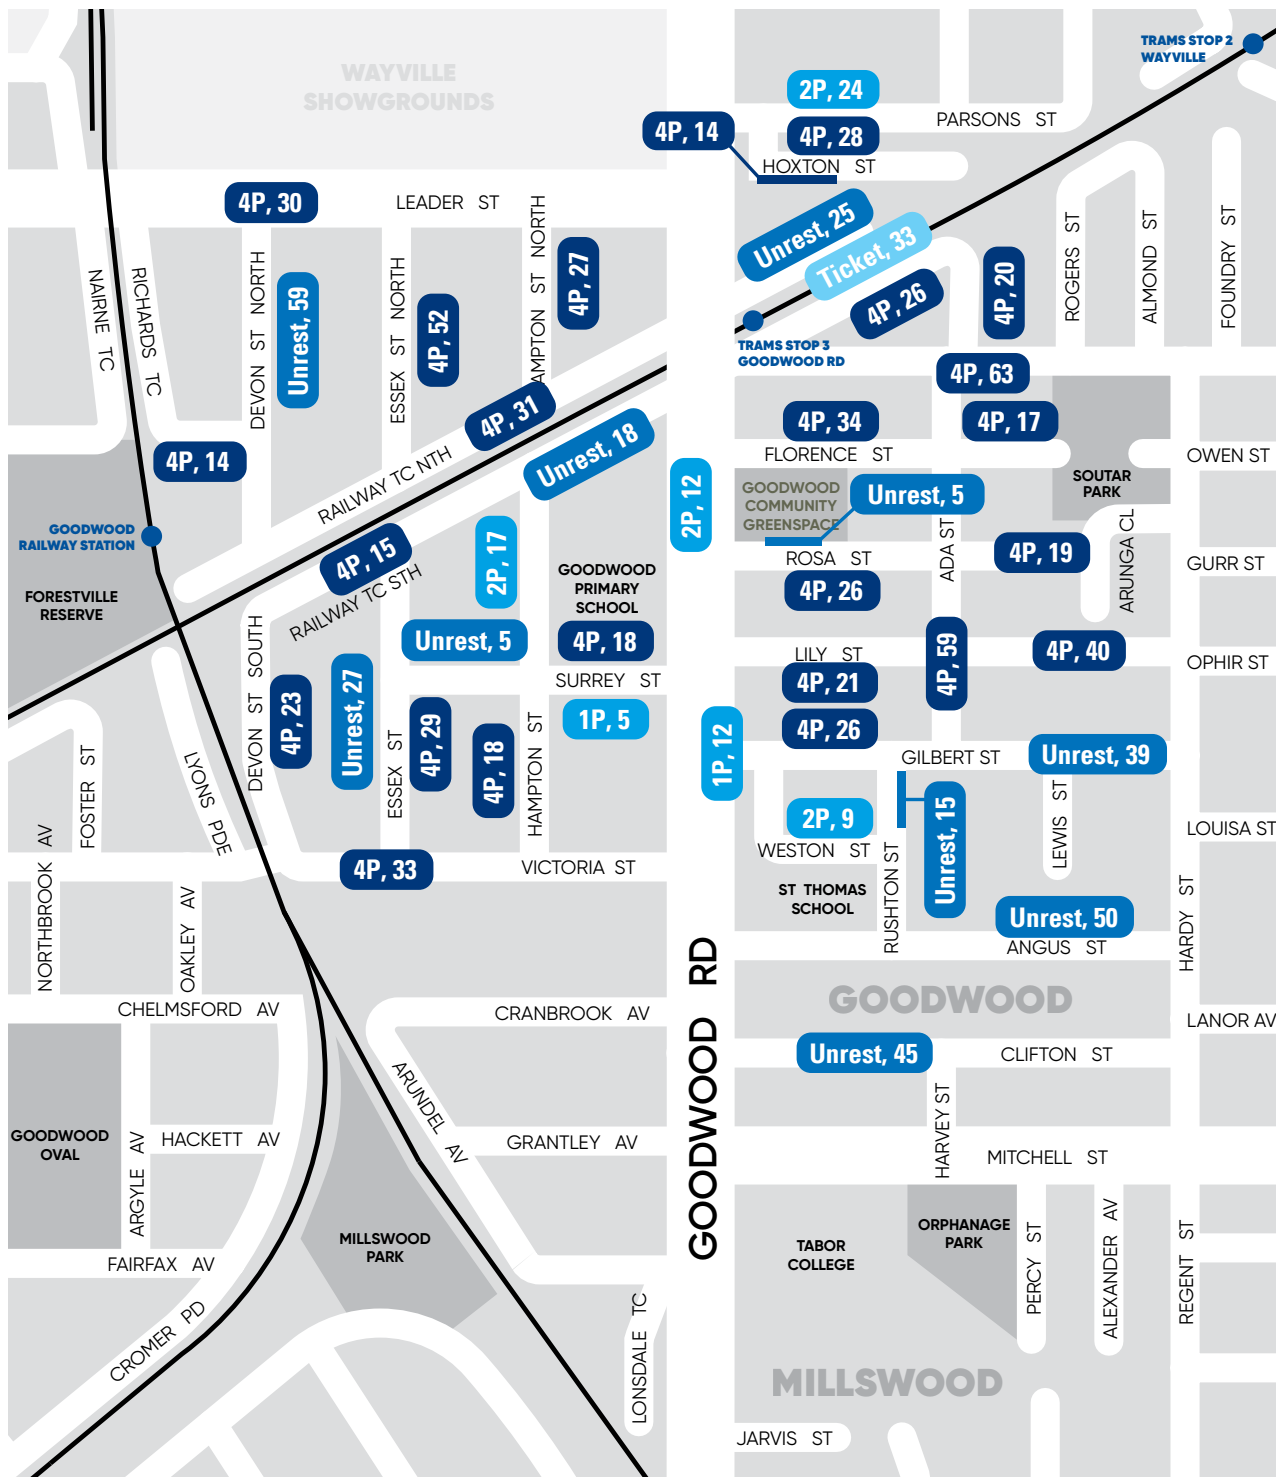 TRAMS STOP 2
WAYVILLE
WAYVILLE
SHOWGROUNDS
2P, 24
PARSONS ST
4P, 14
4P, 28
HOXTON ST
4P, 30
LEADER ST
Unrest, 25
Ticket, 33
4P, 26
4P, 20
ROGERS ST
ALMOND ST
FOUNDRY ST
NAIRNE TC
RICHARDS TC
DEVON ST NORTH
Unrest, 59
ESSEX ST NORTH
4P, 52
AMPTON ST NORTH
4P, 27
TRAMS STOP 3
GOODWOOD RD
4P, 63
4P, 31
4P, 34
4P, 17
Unrest, 18
4P, 14
FLORENCE ST
OWEN ST
RAILWAY TC NTH
2P, 12
GOODWOOD
COMMUNITY
GREENSPACE
Unrest, 5
SOUTAR
PARK
GOODWOOD
RAILWAY STATION
4P, 15
RAILWAY TC STH
2P, 17
GOODWOOD
PRIMARY
SCHOOL
ROSA ST
ADA ST
4P, 19
ARUNGA CL
GURR ST
FORESTVILLE
RESERVE
4P, 26
Unrest, 5
4P, 18
LILY ST
4P, 59
4P, 40
OPHIR ST
SURREY ST
DEVON ST SOUTH
4P, 23
Unrest, 27
ESSEX ST
4P, 29
4P, 18
HAMPTON ST
1P, 5
4P, 21
4P, 26
1P, 12
GILBERT ST
Unrest, 39
FOSTER ST
LYONS PDE
2P, 9
Unrest, 15
LEWIS ST
LOUISA ST
WESTON ST
4P, 33
VICTORIA ST
ST THOMAS
SCHOOL
RUSHTON ST
Unrest, 50
HARDY ST
NORTHBROOK AV
OAKLEY AV
ANGUS ST
GOODWOOD RD
GOODWOOD
CHELMSFORD AV
CRANBROOK AV
LANOR AV
Unrest, 45
CLIFTON ST
ARUNDEL AV
HARVEY ST
GOODWOOD
OVAL
ARGYLE AV
HACKETT AV
GRANTLEY AV
MITCHELL ST
MILLSWOOD
PARK
TABOR
COLLEGE
ORPHANAGE
PARK
PERCY ST
ALEXANDER AV
REGENT ST
FAIRFAX AV
CROMER PD
LONSDALE TC
MILLSWOOD
JARVIS ST